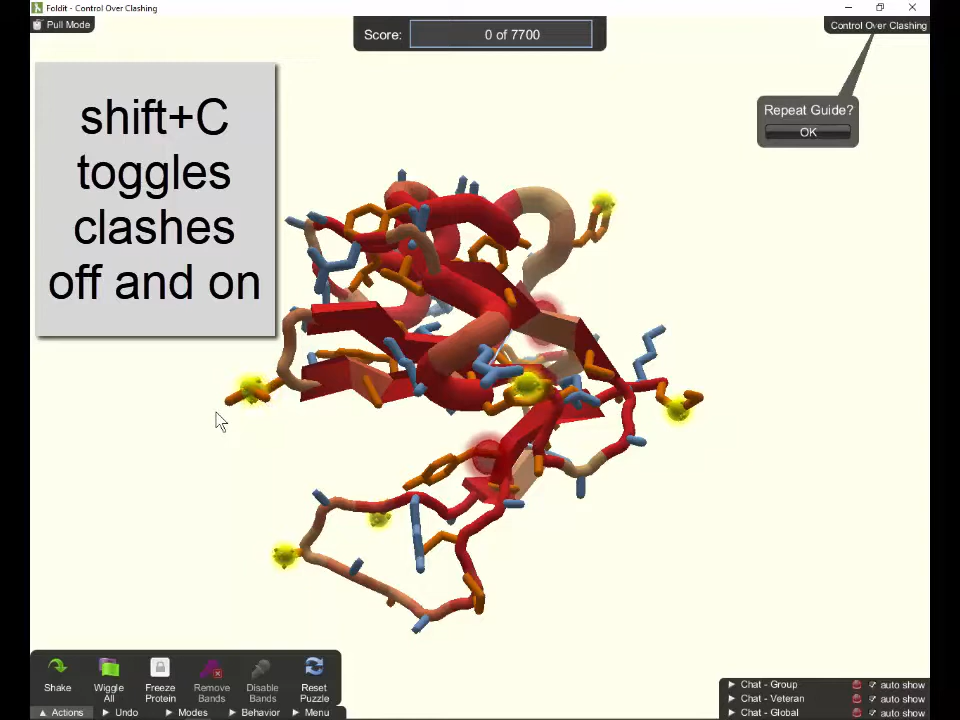 Foldit - Control Over Clashing
Pull Mode
Score: 0 of 7700
Control Over Clashing
Repeat Guide?
OK
shift+C
toggles
clashes
off and on
Shake
Wiggle
All
Freeze
Protein
Remove
Bands
Disable
Bands
Reset
Puzzle
Actions Undo Modes Behavior Menu
Chat - Group auto show
Chat - Veteran auto show
Chat - Global auto show